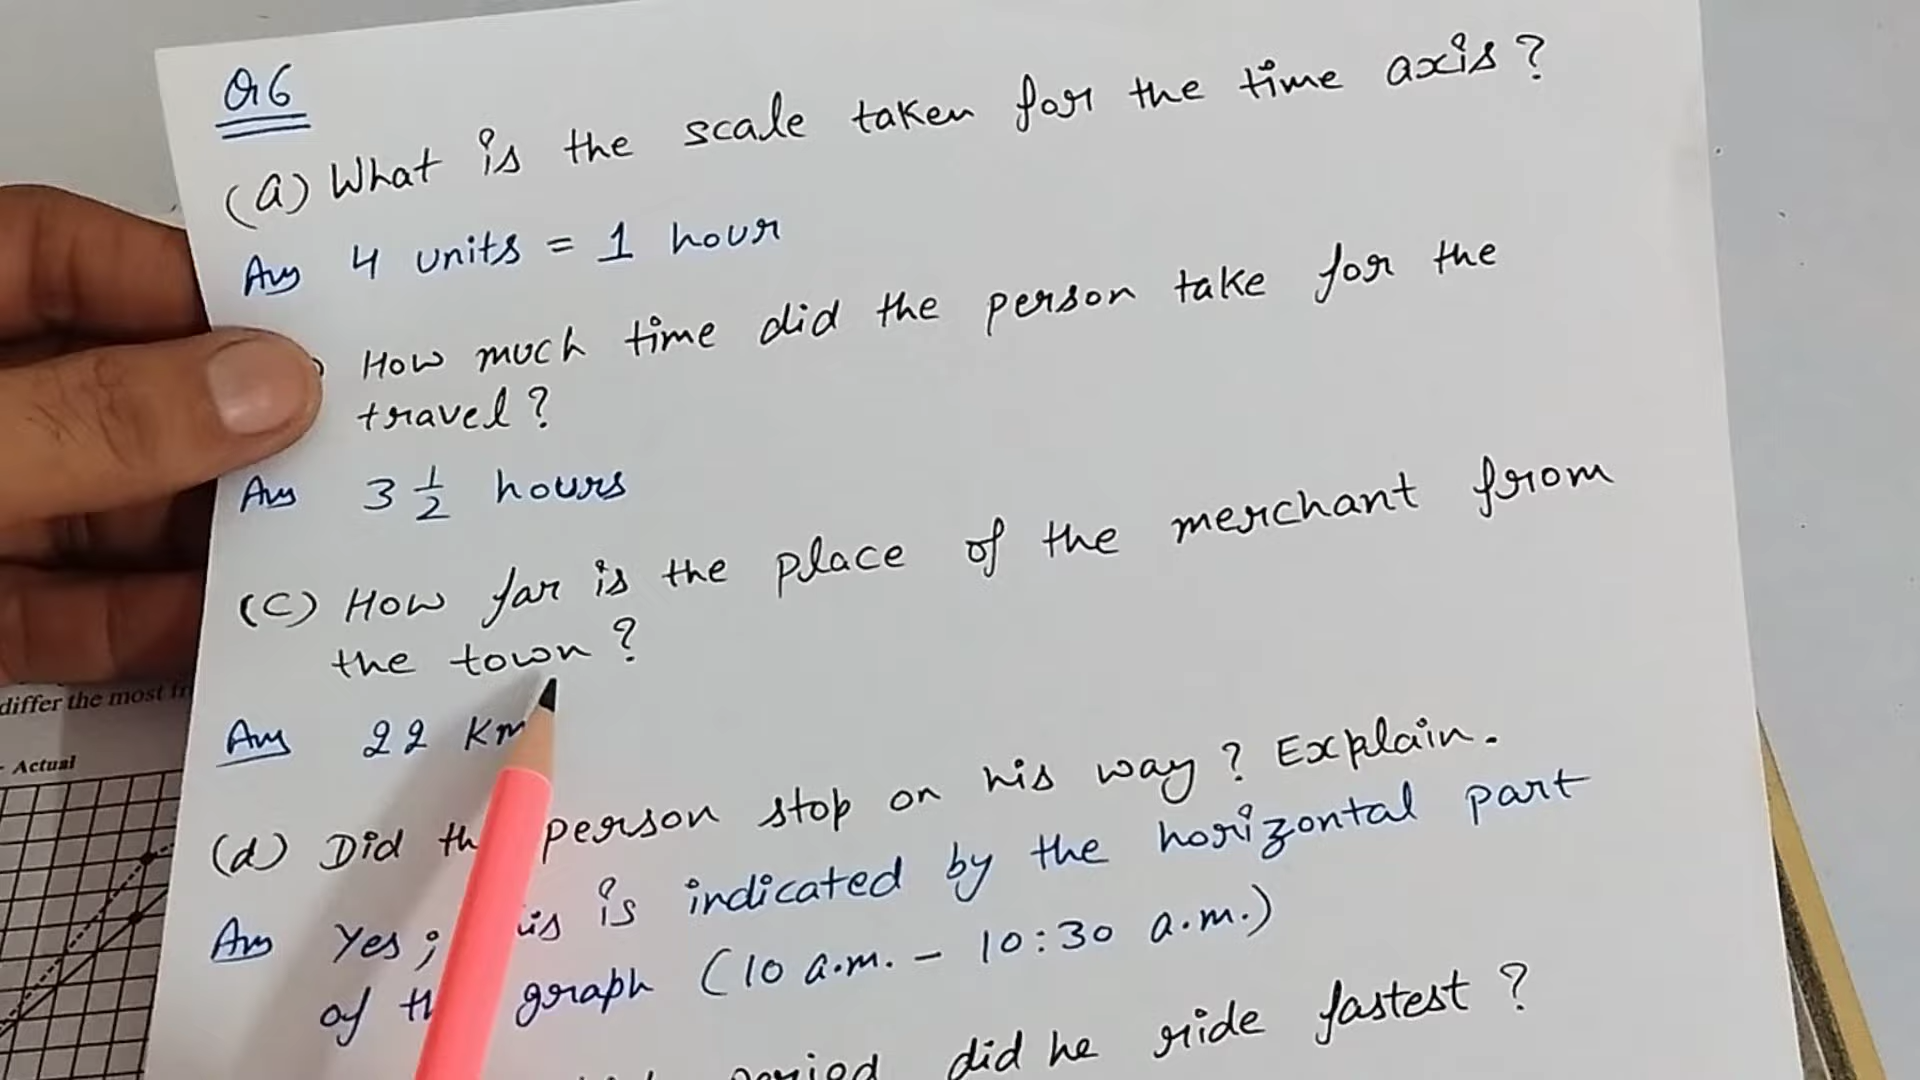 Q6
(a) What is the scale taken for the time axis?
Ans 4 units = 1 hour
How much time did the person take for the
travel?
Ans 3 1/2 hours
(C) How far is the place of the merchant from
the town?
Ans 22 Km
(d) Did person stop on his way? Explain.
Ans Yes; is indicated by the horizontal part
of graph (10 a.m. - 10:30 a.m.)
period did he ride fastest?
differ the most
Actual